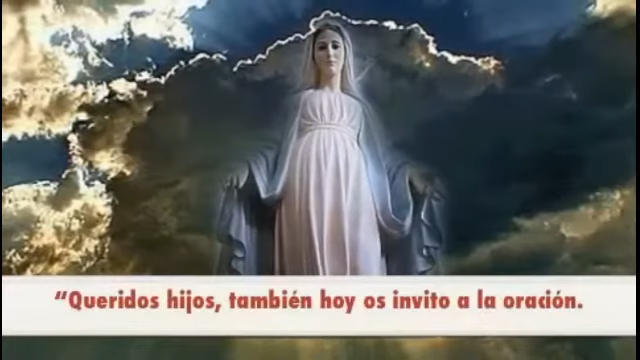 “Queridos hijos, también hoy os invito a la oración.